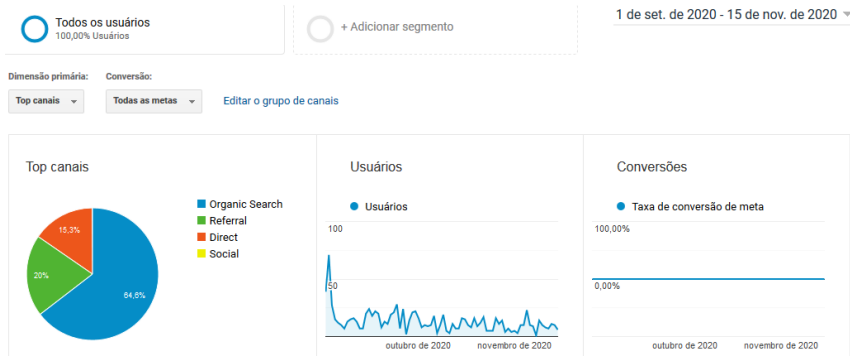 Todos os usuários
100,00% Usuários
+ Adicionar segmento
1 de set. de 2020 - 15 de nov. de 2020
Dimensão primária:
Conversão:
Top canais
Todas as metas
Editar o grupo de canais
Top canais
Organic Search
Referral
Direct
Social
15,3%
20%
64,6%
Usuários
Usuários
100
50
outubro de 2020
novembro de 2020
Conversões
Taxa de conversão de meta
100,00%
0,00%
outubro de 2020
novembro de 2020